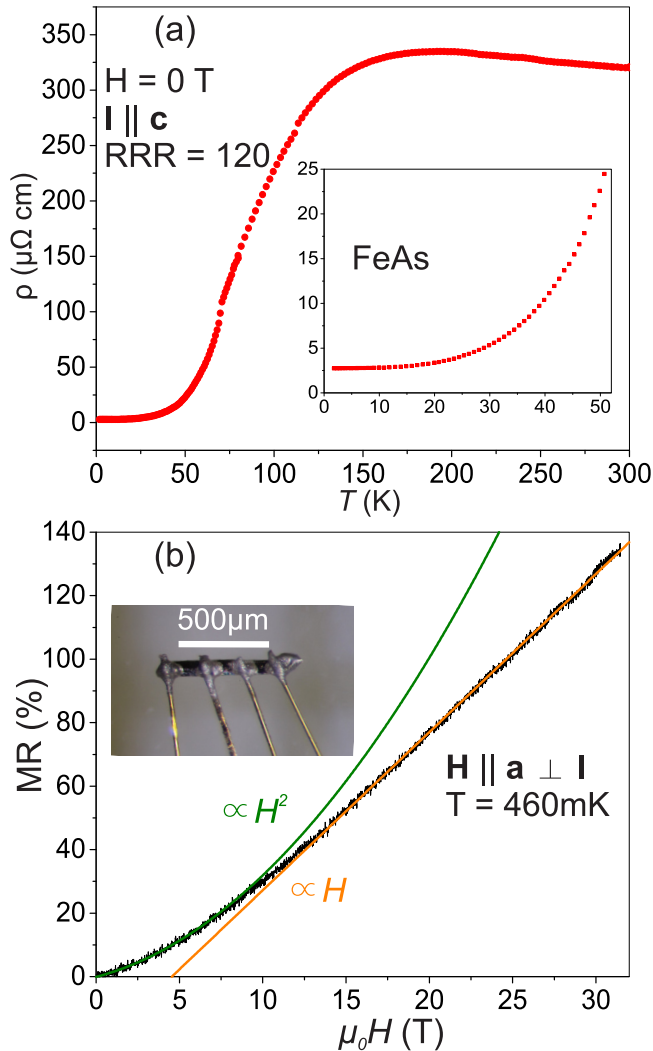 (a)
H = 0 T
I || c
RRR = 120
FeAs
25
20
15
10
5
0
0 10 20 30 40 50
350
300
250
200
150
100
50
0
ρ (μΩ cm)
0 50 100 150 200 250 300
T (K)
(b)
500μm
H || a ⊥ I
T = 460mK
∝ H²
∝ H
140
120
100
80
60
40
20
0
MR (%)
0 5 10 15 20 25 30
μ₀H (T)